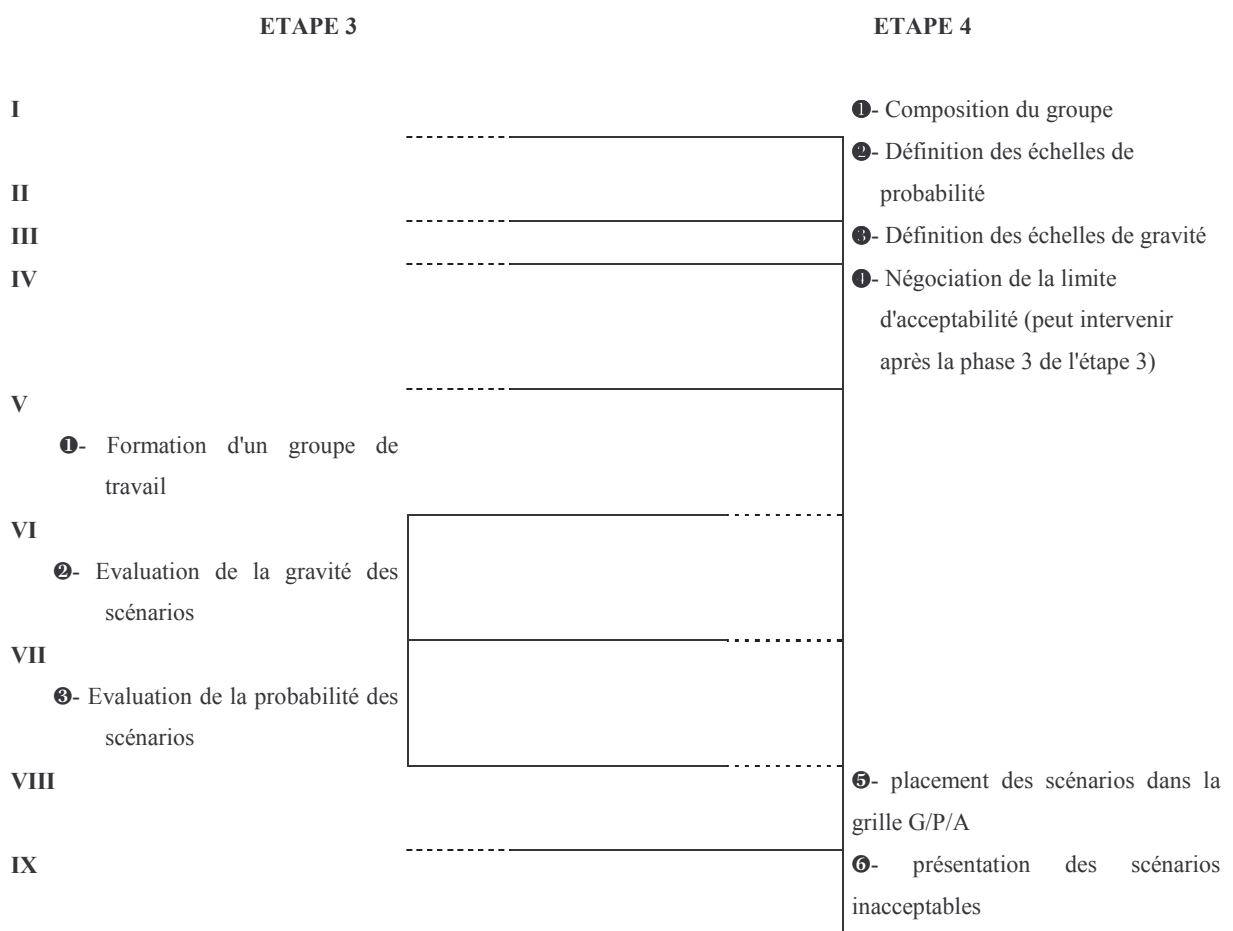 ETAPE 3 ETAPE 4
I ❶- Composition du groupe
❷- Définition des échelles de
II probabilité
III ❸- Définition des échelles de gravité
IV ❹- Négociation de la limite
d'acceptabilité (peut intervenir
après la phase 3 de l'étape 3)
V
❶- Formation d'un groupe de
travail
VI
❷- Evaluation de la gravité des
scénarios
VII
❸- Evaluation de la probabilité des
scénarios
VIII ❺- placement des scénarios dans la
grille G/P/A
IX ❻- présentation des scénarios
inacceptables